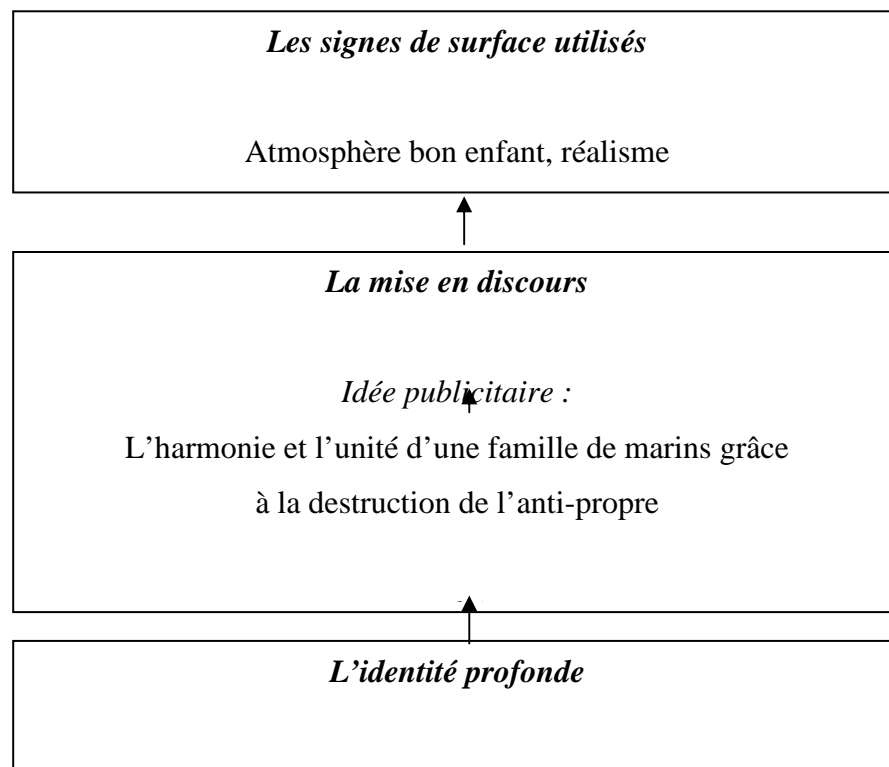 Les signes de surface utilisés
Atmosphère bon enfant, réalisme
La mise en discours
Idée publicitaire :
L’harmonie et l’unité d’une famille de marins grâce
à la destruction de l’anti-propre
L’identité profonde